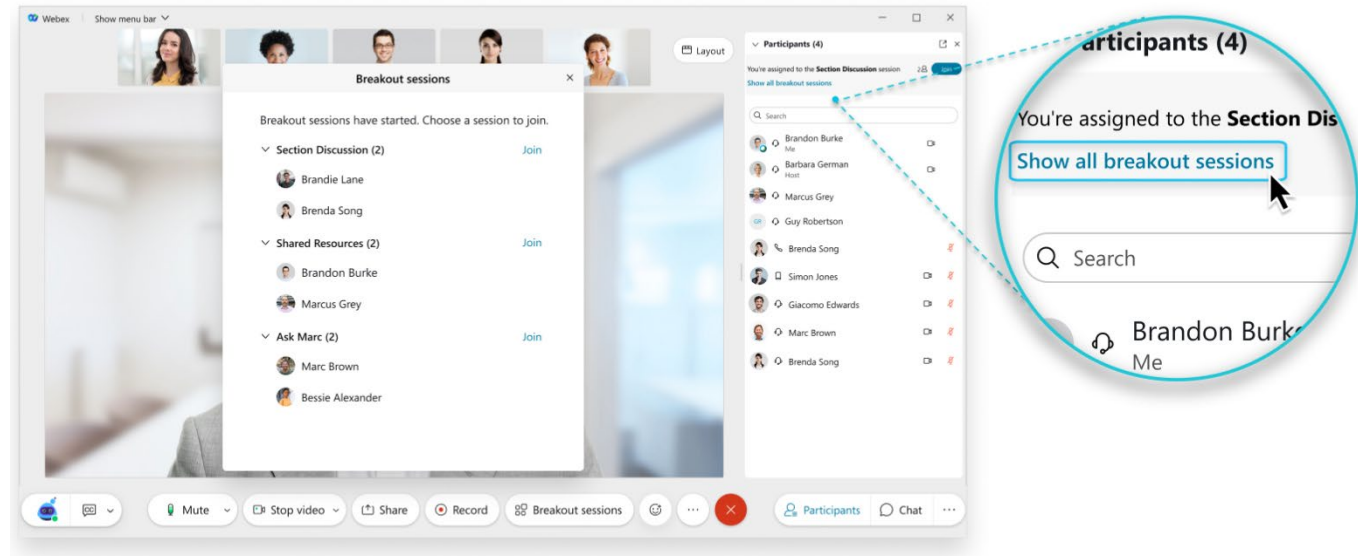 Webex
Show menu bar
Layout
Breakout sessions
Breakout sessions have started. Choose a session to join.
Section Discussion (2)
Join
Brandie Lane
Brenda Song
Shared Resources (2)
Join
Brandon Burke
Marcus Grey
Ask Marc (2)
Join
Marc Brown
Bessie Alexander
Participants (4)
You're assigned to the Section Discussion session
2
Join
Show all breakout sessions
Search
Brandon Burke
Me
Barbara German
Host
Marcus Grey
GR
Guy Robertson
Brenda Song
Simon Jones
Giacomo Edwards
Marc Brown
Brenda Song
CC
Mute
Stop video
Share
Record
Breakout sessions
Participants
Chat
articipants (4)
You're assigned to the Section Dis
Show all breakout sessions
Search
Brandon Burke
Me